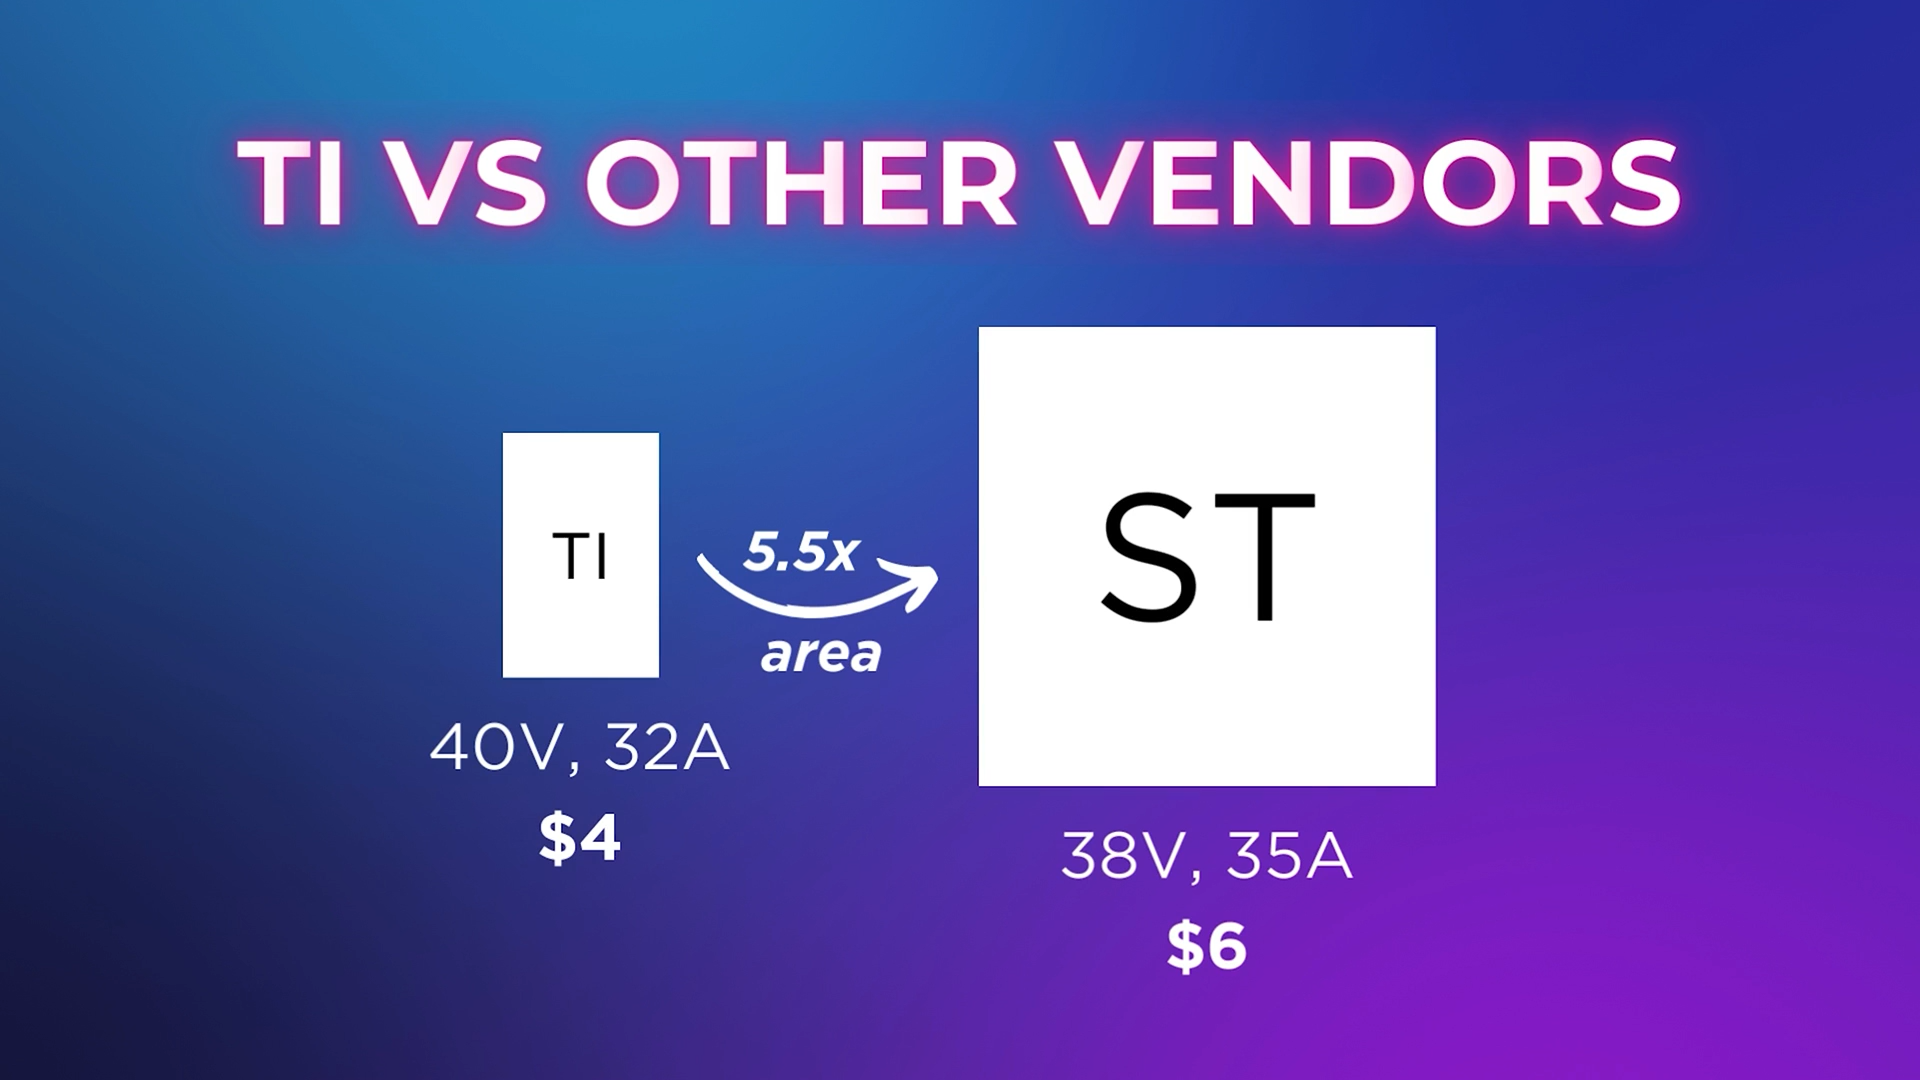 TI VS OTHER VENDORS
TI
5.5x
area
40V, 32A
$4
ST
38V, 35A
$6